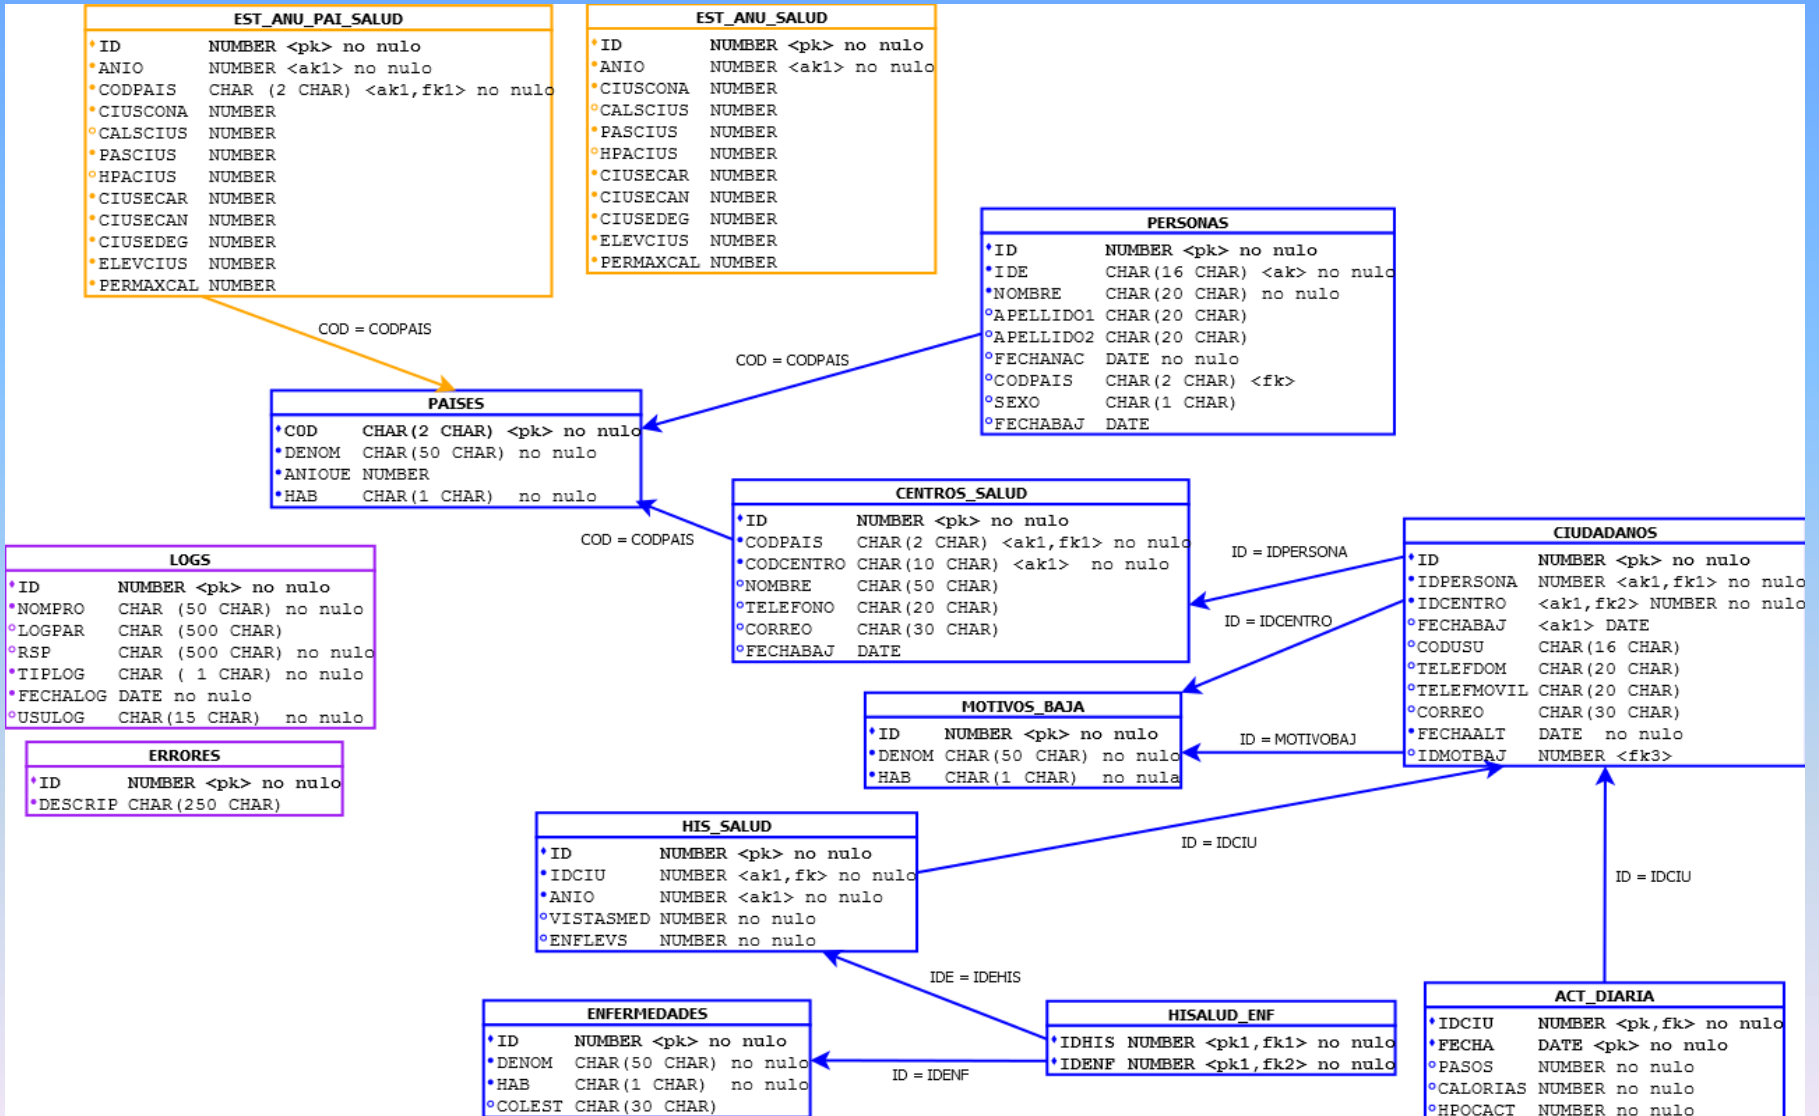 EST_ANU_PAI_SALUD
ID NUMBER <pk> no nulo
ANIO NUMBER <ak1> no nulo
CODPAIS CHAR (2 CHAR) <ak1,fk1> no nulo
CIUSCONA NUMBER
CALSCIUS NUMBER
PASCIUS NUMBER
HPACIUS NUMBER
CIUSECAR NUMBER
CIUSECAN NUMBER
CIUSEDEG NUMBER
ELEVCIUS NUMBER
PERMAXCAL NUMBER
EST_ANU_SALUD
ID NUMBER <pk> no nulo
ANIO NUMBER <ak1> no nulo
CIUSCONA NUMBER
CALSCIUS NUMBER
PASCIUS NUMBER
HPACIUS NUMBER
CIUSECAR NUMBER
CIUSECAN NUMBER
CIUSEDEG NUMBER
ELEVCIUS NUMBER
PERMAXCAL NUMBER
PERSONAS
ID NUMBER <pk> no nulo
IDE CHAR(16 CHAR) <ak> no nulo
NOMBRE CHAR(20 CHAR) no nulo
APELLIDO1 CHAR(20 CHAR)
APELLIDO2 CHAR(20 CHAR)
FECHANAC DATE no nulo
CODPAIS CHAR(2 CHAR) <fk>
SEXO CHAR(1 CHAR)
FECHABAJ DATE
COD = CODPAIS
COD = CODPAIS
PAISES
COD CHAR(2 CHAR) <pk> no nulo
DENOM CHAR(50 CHAR) no nulo
ANIOUE NUMBER
HAB CHAR(1 CHAR) no nulo
COD = CODPAIS
CENTROS_SALUD
ID NUMBER <pk> no nulo
CODPAIS CHAR(2 CHAR) <ak1,fk1> no nulo
CODCENTRO CHAR(10 CHAR) <ak1> no nulo
NOMBRE CHAR(50 CHAR)
TELEFONO CHAR(20 CHAR)
CORREO CHAR(30 CHAR)
FECHABAJ DATE
ID = IDPERSONA
ID = IDCENTRO
CIUDADANOS
ID NUMBER <pk> no nulo
IDPERSONA NUMBER <ak1,fk1> no nulo
IDCENTRO <ak1,fk2> NUMBER no nulo
FECHABAJ <ak1> DATE
CODUSU CHAR(16 CHAR)
TELEFDOM CHAR(20 CHAR)
TELEFMOVIL CHAR(20 CHAR)
CORREO CHAR(30 CHAR)
FECHAALT DATE no nulo
IDMOTBAJ NUMBER <fk3>
LOGS
ID NUMBER <pk> no nulo
NOMPRO CHAR (50 CHAR) no nulo
LOGPAR CHAR (500 CHAR)
RSP CHAR (500 CHAR) no nulo
TIPLOG CHAR ( 1 CHAR) no nulo
FECHALOG DATE no nulo
USULOG CHAR(15 CHAR) no nulo
MOTIVOS_BAJA
ID NUMBER <pk> no nulo
DENOM CHAR(50 CHAR) no nulo
HAB CHAR(1 CHAR) no nula
ID = MOTIVOBAJ
ERRORES
ID NUMBER <pk> no nulo
DESCRIP CHAR(250 CHAR)
HIS_SALUD
ID NUMBER <pk> no nulo
IDCIU NUMBER <ak1,fk> no nulo
ANIO NUMBER <ak1> no nulo
VISTASMED NUMBER no nulo
ENFLEVS NUMBER no nulo
ID = IDCIU
ID = IDCIU
IDE = IDEHIS
ENFERMEDADES
ID NUMBER <pk> no nulo
DENOM CHAR(50 CHAR) no nulo
HAB CHAR(1 CHAR) no nulo
COLEST CHAR(30 CHAR)
ID = IDENF
HISALUD_ENF
IDHIS NUMBER <pk1,fk1> no nulo
IDENF NUMBER <pk1,fk2> no nulo
ACT_DIARIA
IDCIU NUMBER <pk,fk> no nulo
FECHA DATE <pk> no nulo
PASOS NUMBER no nulo
CALORIAS NUMBER no nulo
HPOCACT NUMBER no nulo